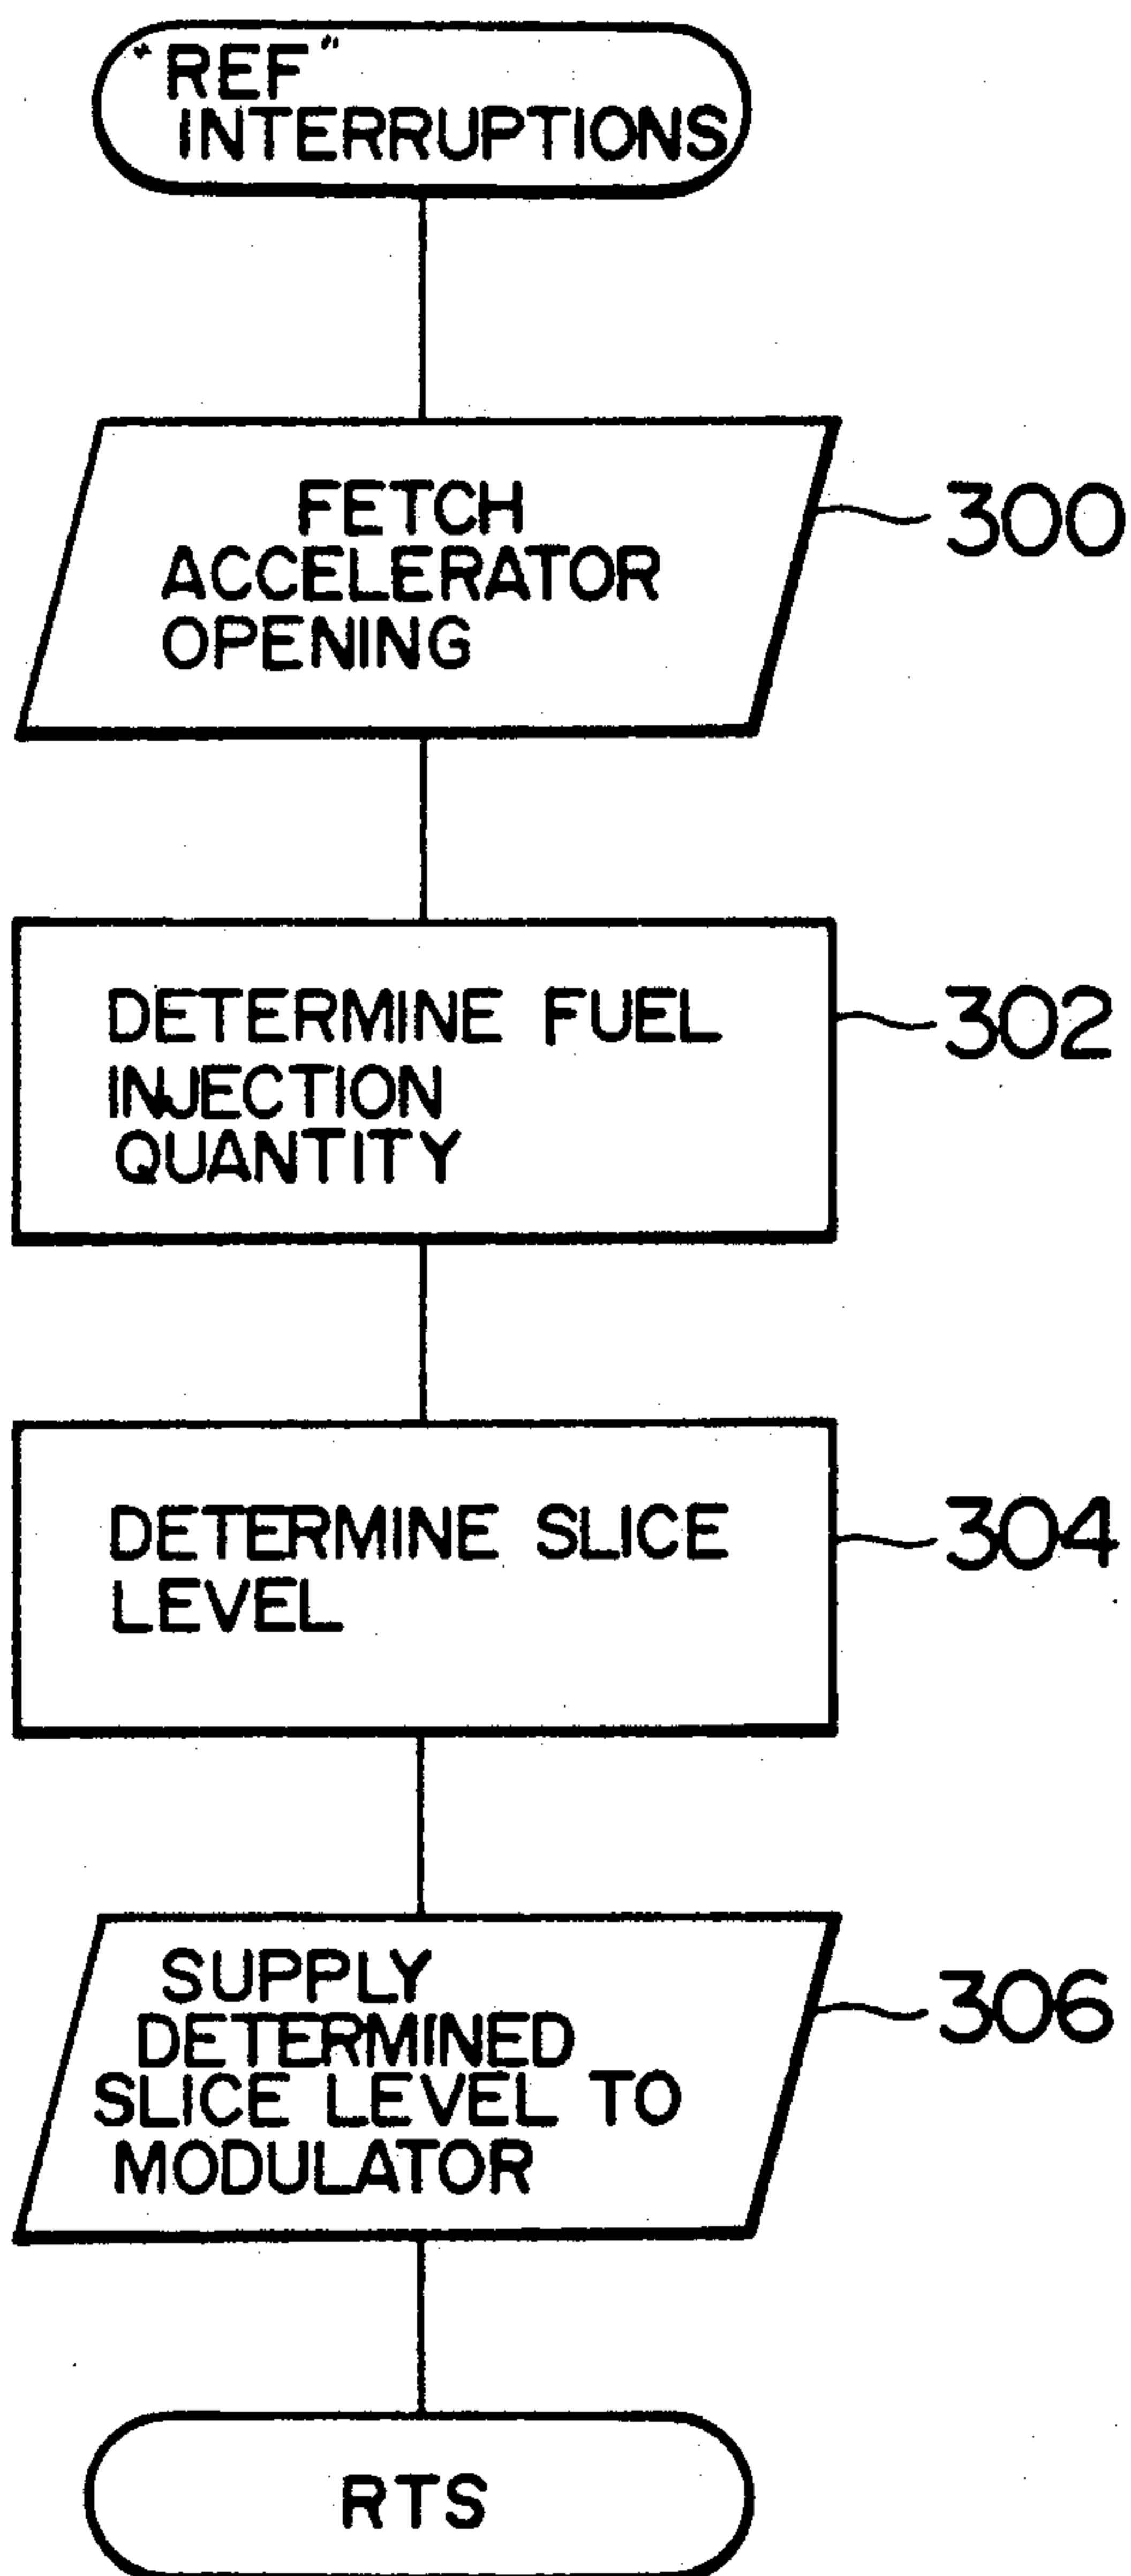 "REF"
INTERRUPTIONS
FETCH
ACCELERATOR
OPENING
300
DETERMINE FUEL
INJECTION
QUANTITY
302
DETERMINE SLICE
LEVEL
304
SUPPLY
DETERMINED
SLICE LEVEL TO
MODULATOR
306
RTS